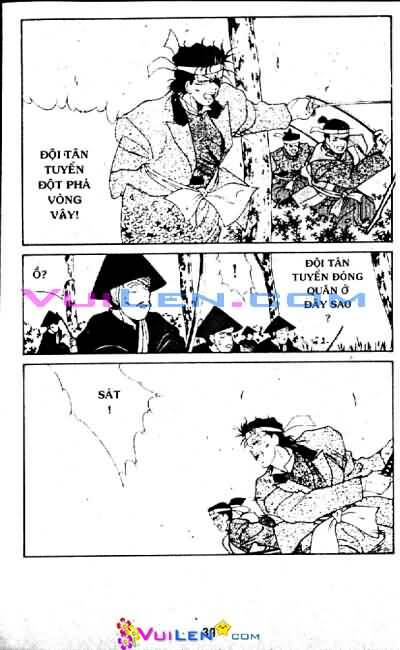 ĐỘI TÂN
TUYỂN
ĐỘT PHÁ
VÒNG
VÂY!
Ồ?
!
ĐỘI TÂN
TUYỂN ĐÓNG
QUÂN Ở
ĐÂY SAO
?
VUILEN.COM
SÁT
!
30
VUILEN.COM